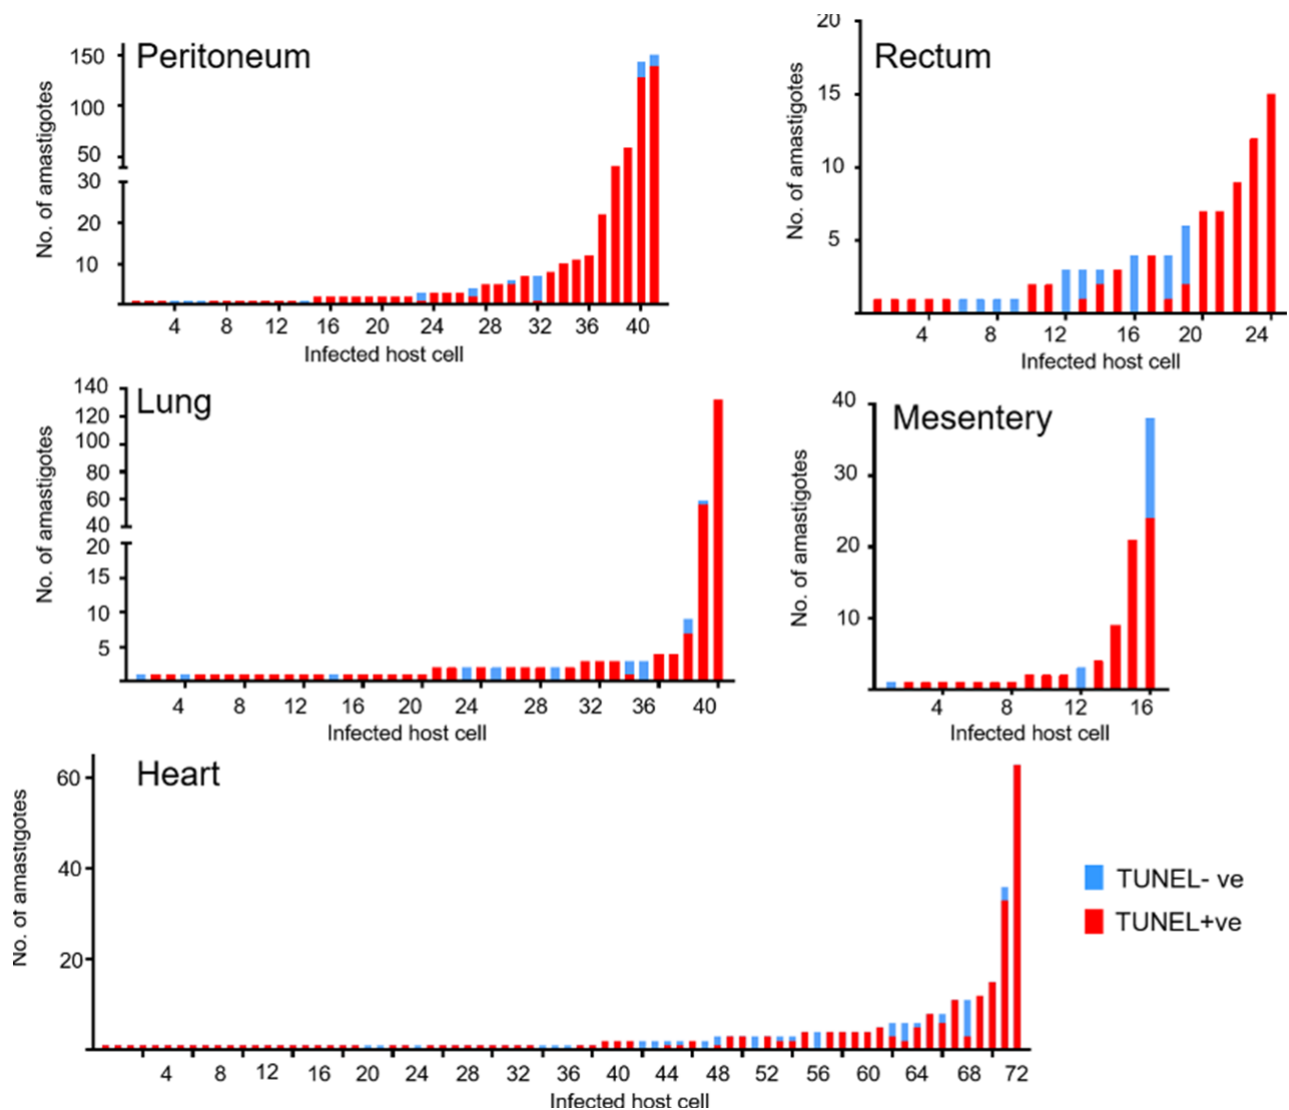 Peritoneum
No. of amastigotes
150
100
50
30
20
10
4 8 12 16 20 24 28 32 36 40
Infected host cell
Rectum
No. of amastigotes
20
15
10
5
4 8 12 16 20 24
Infected host cell
Lung
No. of amastigotes
140
120
100
80
60
40
20
15
10
5
4 8 12 16 20 24 28 32 36 40
Infected host cell
Mesentery
No. of amastigotes
40
30
20
10
4 8 12 16
Infected host cell
Heart
No. of amastigotes
60
40
20
4 8 12 16 20 24 28 32 36 40 44 48 52 56 60 64 68 72
Infected host cell
TUNEL- ve
TUNEL+ve